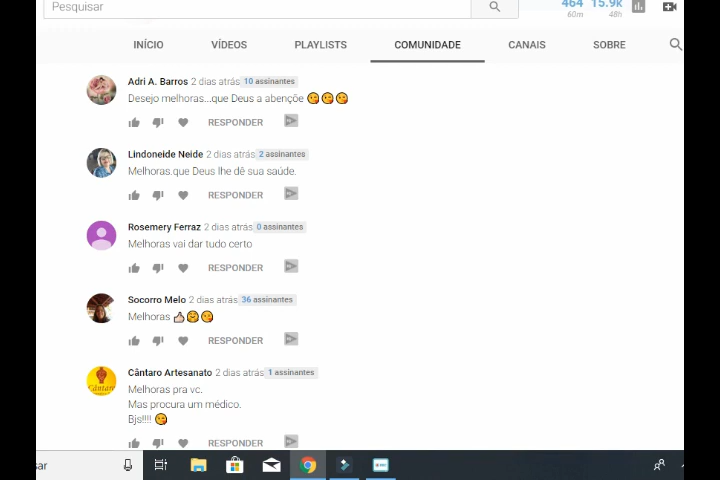 Pesquisar
464 15.9k
60m 48h
INÍCIO VÍDEOS PLAYLISTS COMUNIDADE CANAIS SOBRE
Adri A. Barros 2 dias atrás 10 assinantes
Desejo melhoras...que Deus a abençõe 😋😋😋
RESPONDER
Lindoneide Neide 2 dias atrás 2 assinantes
Melhoras.que Deus lhe dê sua saúde.
RESPONDER
Rosemery Ferraz 2 dias atrás 0 assinantes
Melhoras vai dar tudo certo
RESPONDER
Socorro Melo 2 dias atrás 36 assinantes
Melhoras 👍🏻🤗😋
RESPONDER
Cântaro Artesanato 2 dias atrás 1 assinantes
Melhoras pra vc.
Mas procura um médico.
Bjs!!!! 😋
RESPONDER
Cântaro
sar